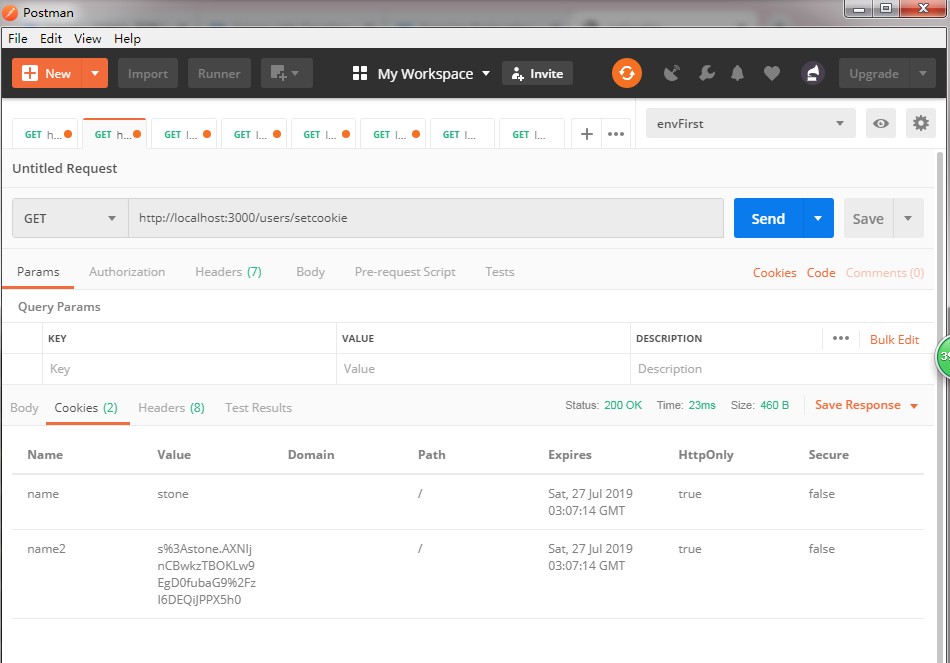 Postman
File Edit View Help
New Import Runner My Workspace Invite Upgrade
GET h... GET h... GET l... GET l... GET l... GET l... GET l... GET l... envFirst
Untitled Request
GET http://localhost:3000/users/setcookie Send Save
Params Authorization Headers (7) Body Pre-request Script Tests Cookies Code Comments (0)
Query Params
KEY VALUE DESCRIPTION Bulk Edit
Key Value Description
Body Cookies (2) Headers (8) Test Results Status: 200 OK Time: 23ms Size: 460 B Save Response
Name Value Domain Path Expires HttpOnly Secure
name stone / Sat, 27 Jul 2019 true false
03:07:14 GMT
name2 s%3Astone.AXNIj / Sat, 27 Jul 2019 true false
nCBwkzTBOKLw9 03:07:14 GMT
EgD0fubaG9%2Fz
I6DEQiJPPX5h0